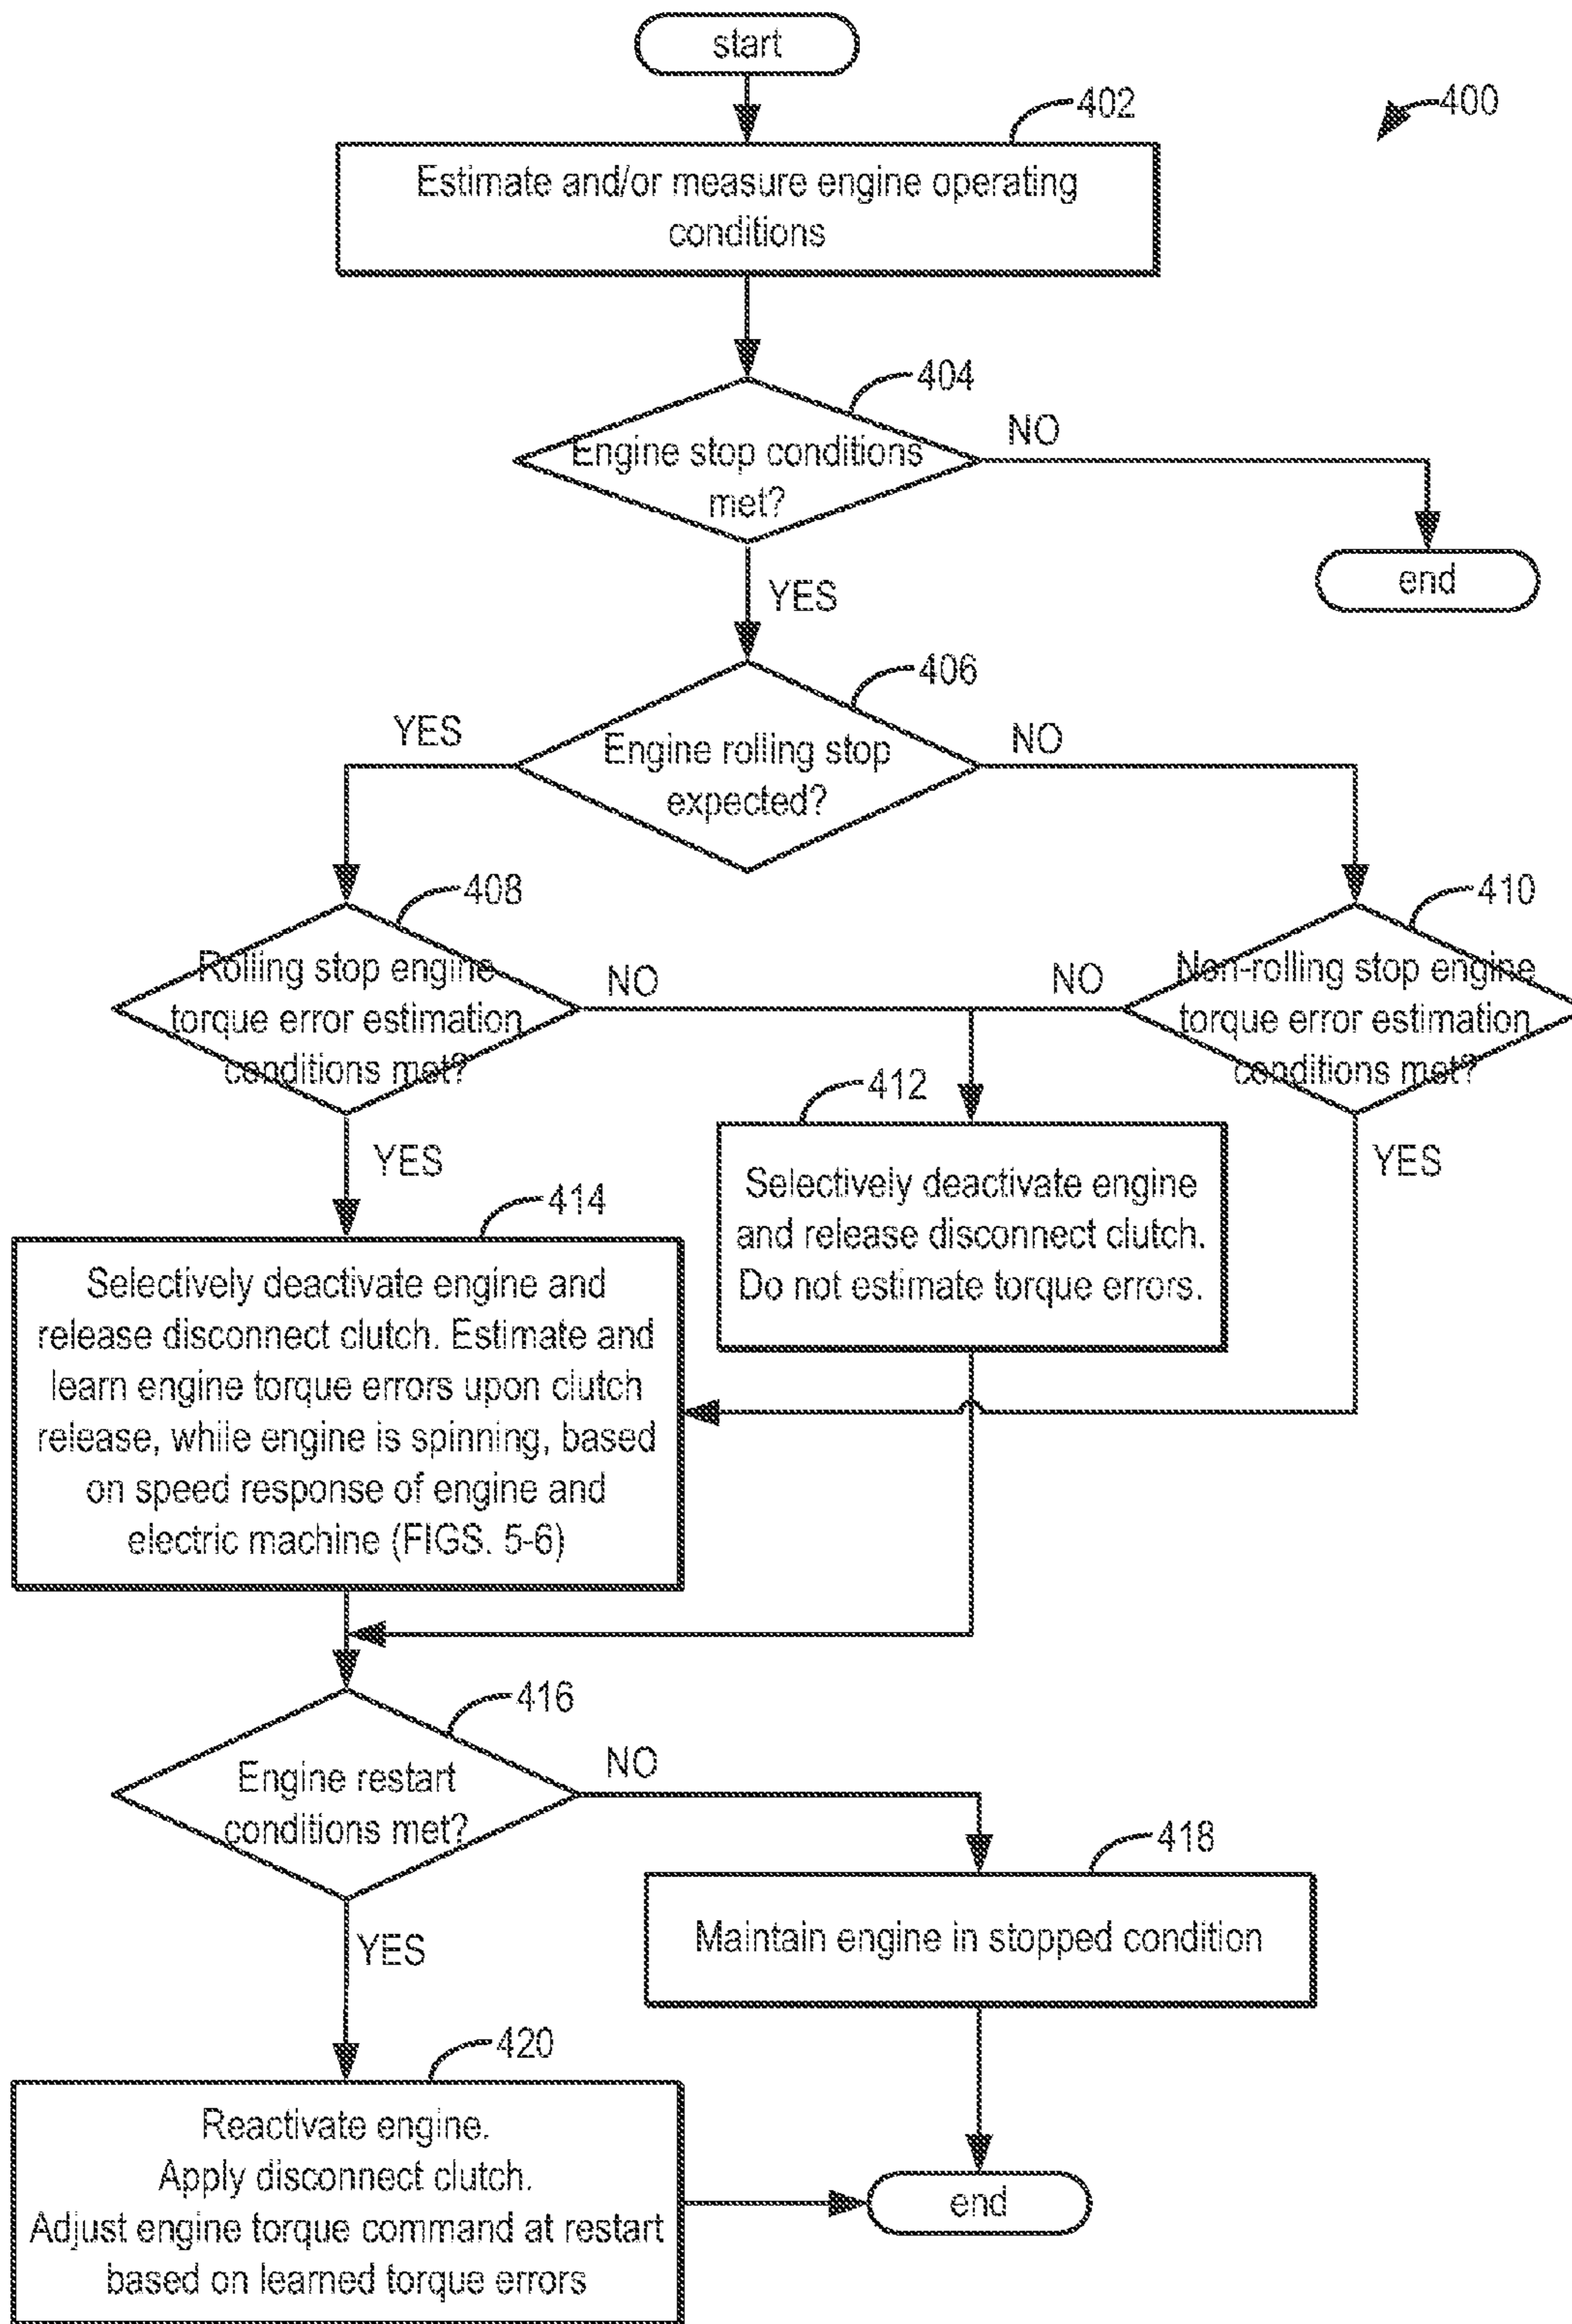 start
402
400
Estimate and/or measure engine operating
conditions
404
NO
Engine stop conditions
met?
end
YES
406
YES
NO
Engine rolling stop
expected?
408
410
Rolling stop engine
torque error estimation
conditions met?
NO
NO
Non-rolling stop engine
torque error estimation
conditions met?
412
YES
YES
Selectively deactivate engine
and release disconnect clutch.
Do not estimate torque errors.
414
Selectively deactivate engine and
release disconnect clutch. Estimate and
learn engine torque errors upon clutch
release, while engine is spinning, based
on speed response of engine and
electric machine (FIGS. 5-6)
416
NO
Engine restart
conditions met?
418
YES
Maintain engine in stopped condition
420
Reactivate engine.
Apply disconnect clutch.
Adjust engine torque command at restart
based on learned torque errors
end